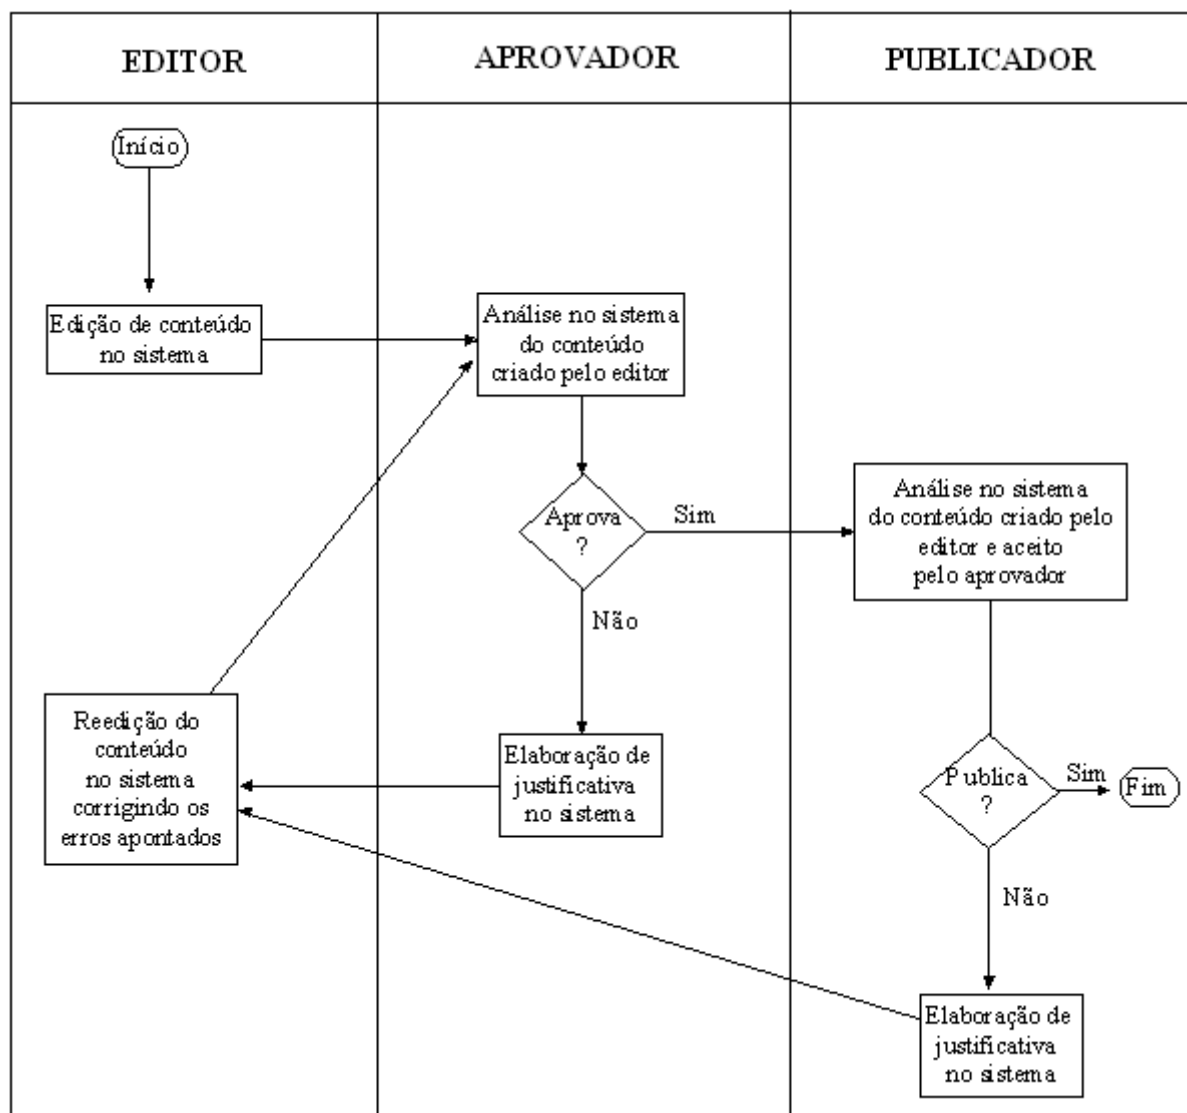 EDITOR
APROVADOR
PUBLICADOR
Início
Edição de conteúdo
no sistema
Análise no sistema
do conteúdo
criado pelo editor
Aprova
?
Sim
Análise no sistema
do conteúdo criado pelo
editor e aceito
pelo aprovador
Não
Reedição do
conteúdo
no sistema
corrigindo os
erros apontados
Elaboração de
justificativa
no sistema
Publica
?
Sim
Fim
Não
Elaboração de
justificativa
no sistema